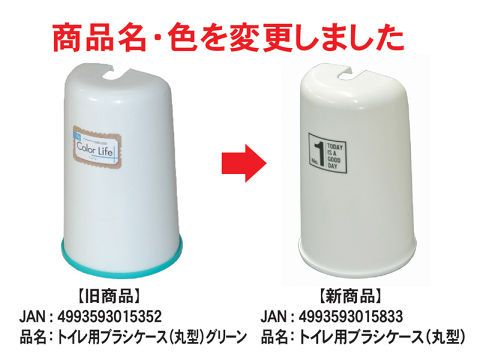 商品名・色を変更しました
Color Life
No.
1
TODAY
IS A
GOOD
DAY
【旧商品】
【新商品】
JAN : 4993593015352
JAN : 4993593015833
品名 : トイレ用ブラシケース(丸型)グリーン
品名 : トイレ用ブラシケース(丸型)